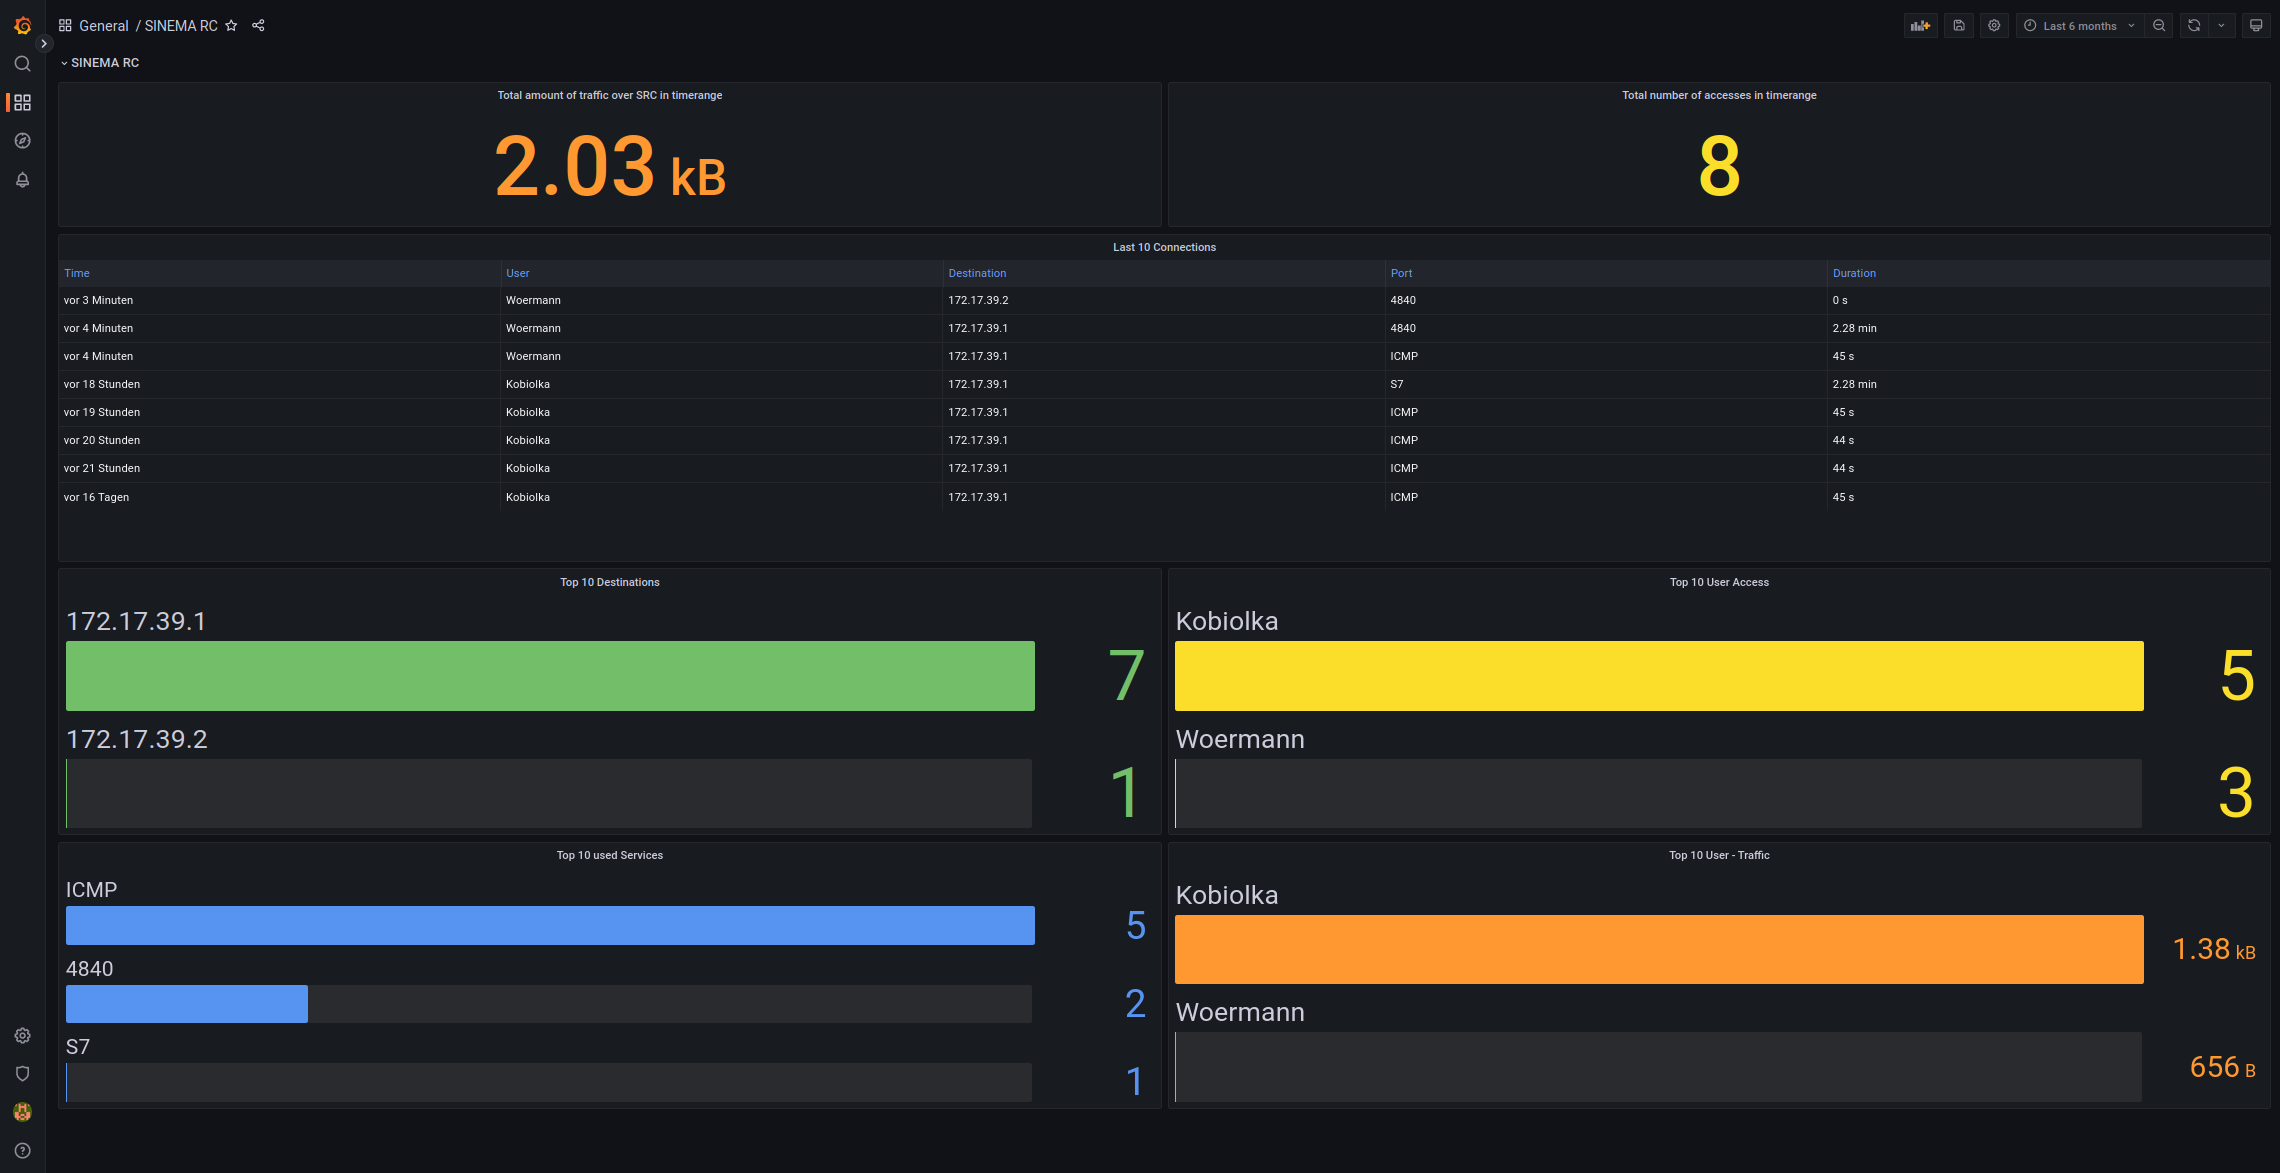 General / SINEMA RC
Last 6 months
SINEMA RC
Total amount of traffic over SRC in timerange
2.03 kB
Total number of accesses in timerange
8
Last 10 Connections
Time User Destination Port Duration
vor 3 Minuten Woermann 172.17.39.2 4840 0 s
vor 4 Minuten Woermann 172.17.39.1 4840 2.28 min
vor 4 Minuten Woermann 172.17.39.1 ICMP 45 s
vor 18 Stunden Kobiolka 172.17.39.1 S7 2.28 min
vor 19 Stunden Kobiolka 172.17.39.1 ICMP 45 s
vor 20 Stunden Kobiolka 172.17.39.1 ICMP 44 s
vor 21 Stunden Kobiolka 172.17.39.1 ICMP 44 s
vor 16 Tagen Kobiolka 172.17.39.1 ICMP 45 s
Top 10 Destinations
172.17.39.1
7
172.17.39.2
1
Top 10 User Access
Kobiolka
5
Woermann
3
Top 10 used Services
ICMP
5
4840
2
S7
1
Top 10 User - Traffic
Kobiolka
1.38 kB
Woermann
656 B